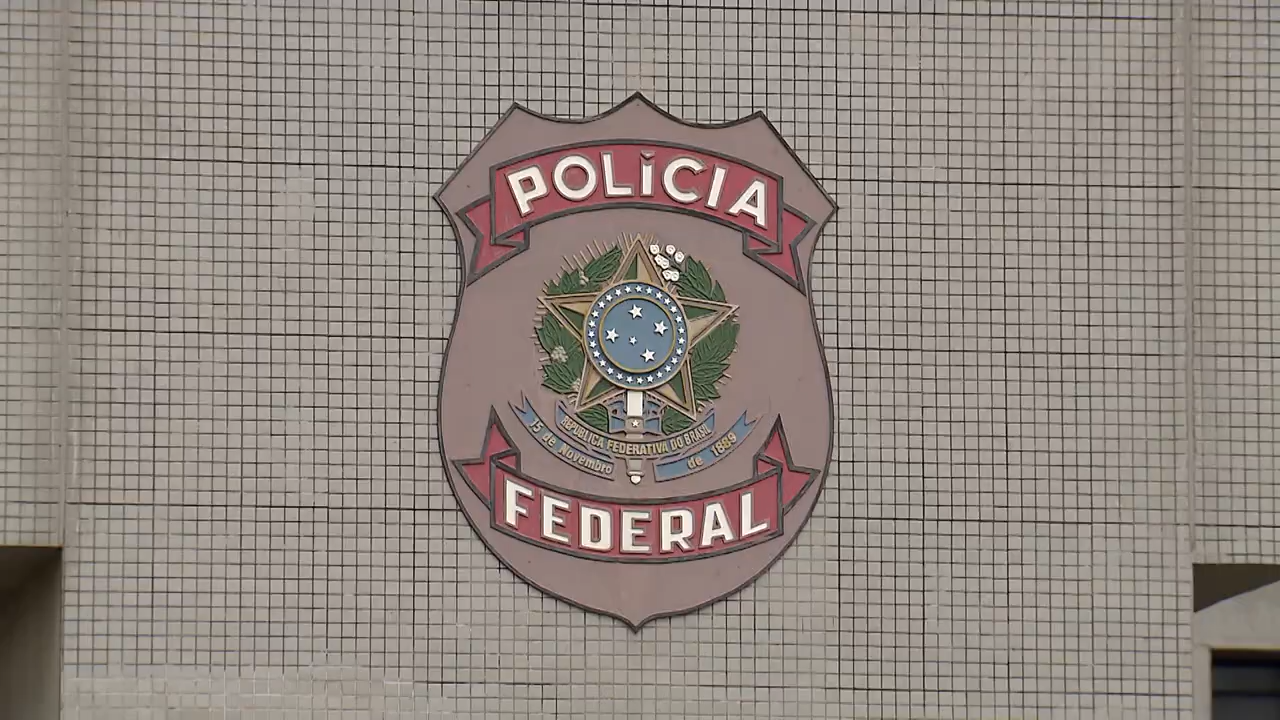 POLÍCIA
REPÚBLICA FEDERATIVA DO BRASIL
15 de Novembro de 1889
FEDERAL